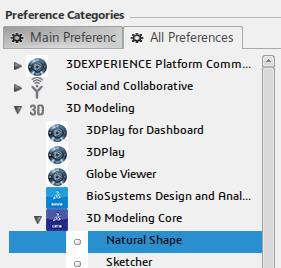 Preference Categories
Main Preferenc
All Preferences
3DEXPERIENCE Platform Comm...
Social and Collaborative
3D
3D Modeling
3DPlay for Dashboard
3DPlay
Globe Viewer
BioSystems Design and Anal...
3D Modeling Core
Natural Shape
Sketcher